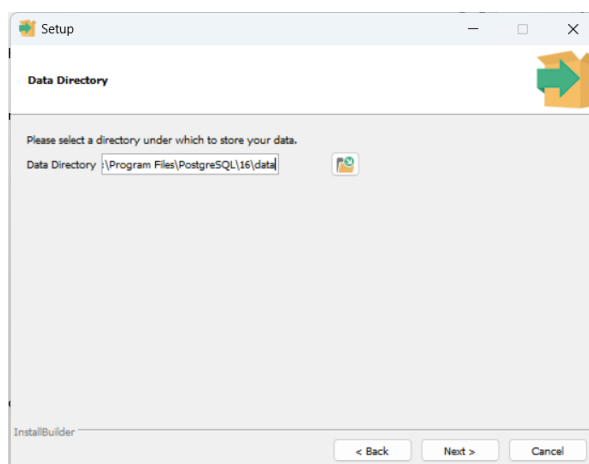 Setup
Data Directory
Please select a directory under which to store your data.
Data Directory :\Program Files\PostgreSQL\16\data
InstallBuilder
< Back Next > Cancel